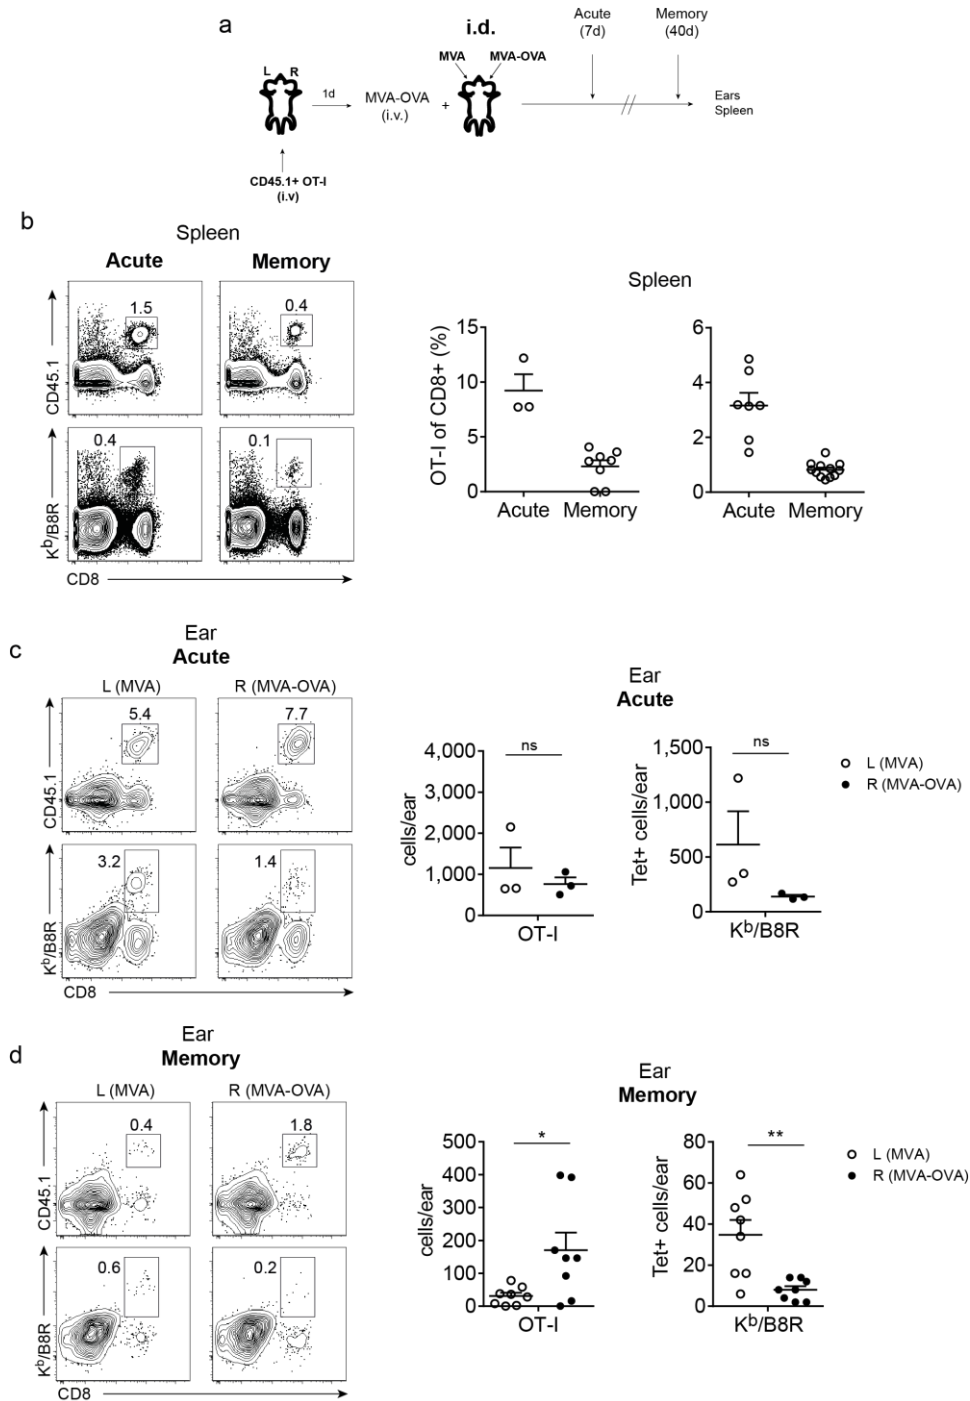 a
L R
1d
MVA-OVA
(i.v.)
+
i.d.
MVA MVA-OVA
Acute
(7d)
Memory
(40d)
Ears
Spleen
CD45.1+ OT-I
(i.v)
b
Spleen
Acute Memory
1.5 0.4
CD45.1
0.4 0.1
Kb/B8R
CD8
Spleen
OT-I of CD8+ (%)
15
10
5
0
Acute Memory
6
4
2
0
Acute Memory
c
Ear
Acute
L (MVA) R (MVA-OVA)
5.4 7.7
CD45.1
3.2 1.4
Kb/B8R
CD8
Ear
Acute
cells/ear
4,000
3,000
2,000
1,000
0
ns
OT-I
Tet+ cells/ear
1,500
1,000
500
0
ns
Kb/B8R
L (MVA)
R (MVA-OVA)
d
Ear
Memory
L (MVA) R (MVA-OVA)
0.4 1.8
CD45.1
0.6 0.2
Kb/B8R
CD8
Ear
Memory
cells/ear
500
400
300
200
100
0
*
OT-I
Tet+ cells/ear
80
60
40
20
0
**
Kb/B8R
L (MVA)
R (MVA-OVA)